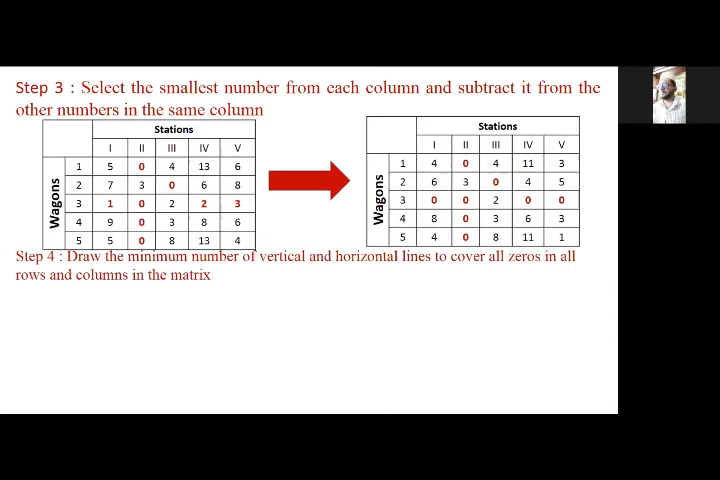 Step 3 : Select the smallest number from each column and subtract it from the
other numbers in the same column
Stations
I II III IV V
Wagons
1 5 0 4 13 6
2 7 3 0 6 8
3 1 0 2 2 3
4 9 0 3 8 6
5 5 0 8 13 4
Stations
I II III IV V
Wagons
1 4 0 4 11 3
2 6 3 0 4 5
3 0 0 2 0 0
4 8 0 3 6 3
5 4 0 8 11 1
Step 4 : Draw the minimum number of vertical and horizontal lines to cover all zeros in all
rows and columns in the matrix